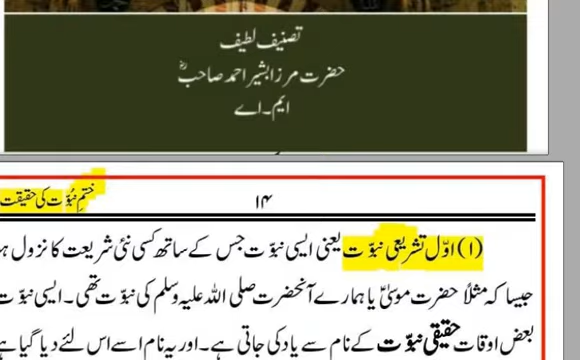 تصنیف لطیف
حضرت مرزا بشیر احمد صاحبؓ
ایم۔اے
ختمِ نبوّت کی حقیقت
۱۴
(۱) اوّل تشریعی نبوّت یعنی ایسی نبوّت جس کے ساتھ کسی نئی شریعت کا نزول ہو
جیسا کہ مثلاً حضرت موسیٰؑ یا ہمارے آنحضرت صلی اللہ علیہ وسلم کی نبوّت تھی۔ ایسی نبوّت
بعض اوقات حقیقی نبوّت کے نام سے یاد کی جاتی ہے۔ اور یہ نام اسے اس لئے دیا گیا ہے